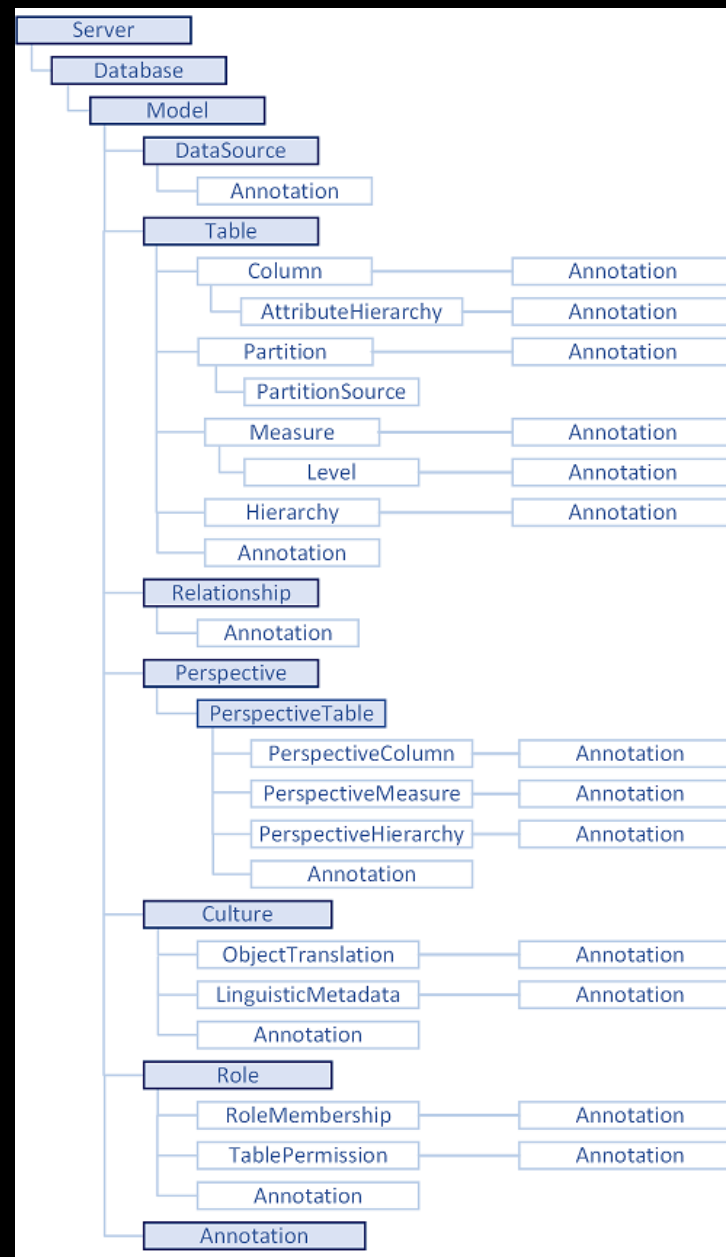 Server
Database
Model
DataSource
Annotation
Table
Column Annotation
AttributeHierarchy Annotation
Partition Annotation
PartitionSource
Measure Annotation
Level Annotation
Hierarchy Annotation
Annotation
Relationship
Annotation
Perspective
PerspectiveTable
PerspectiveColumn Annotation
PerspectiveMeasure Annotation
PerspectiveHierarchy Annotation
Annotation
Culture
ObjectTranslation Annotation
LinguisticMetadata Annotation
Annotation
Role
RoleMembership Annotation
TablePermission Annotation
Annotation
Annotation